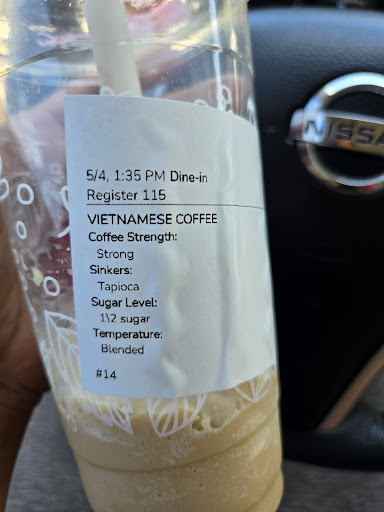 5/4, 1:35 PM Dine-in
Register 115
VIETNAMESE COFFEE
Coffee Strength:
Strong
Sinkers:
Tapioca
Sugar Level:
1\2 sugar
Temperature:
Blended
#14
NISSA